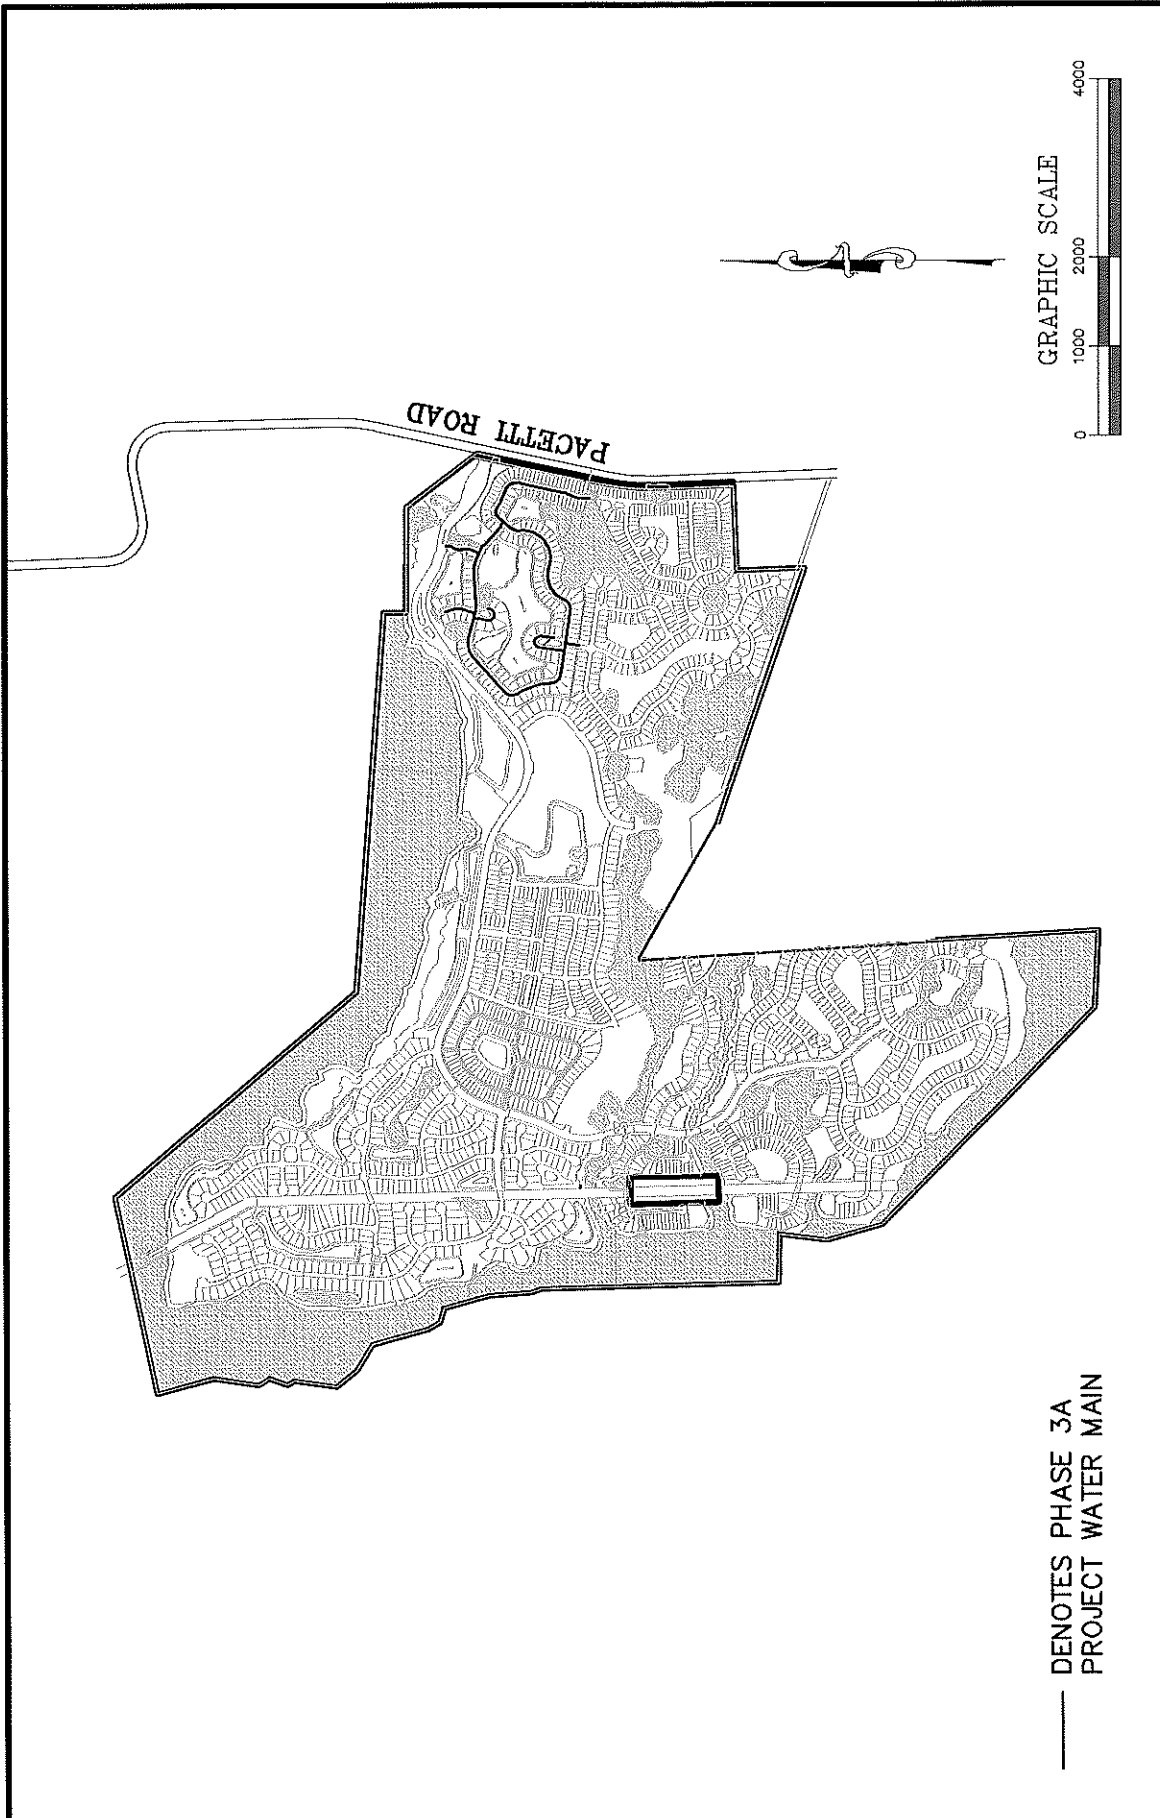 PACETTI ROAD
N
GRAPHIC SCALE
0 1000 2000 4000
DENOTES PHASE 3A
PROJECT WATER MAIN